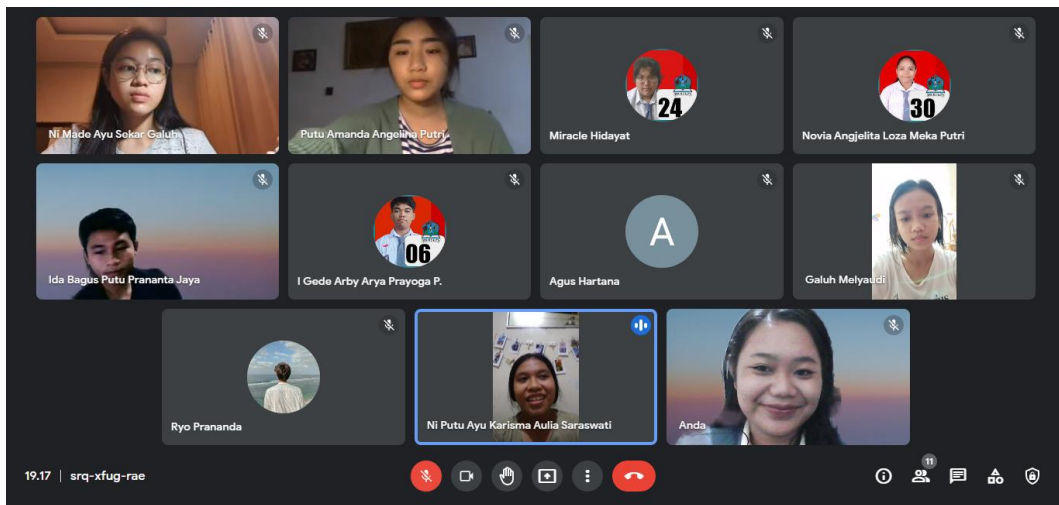 Ni Made Ayu Sekar Galuh
Putu Amanda Angelina Putri
24
Miracle Hidayat
30
Novia Angjelita Loza Meka Putri
Ida Bagus Putu Prananta Jaya
06
I Gede Arby Arya Prayoga P.
A
Agus Hartana
Galuh Melyaudi
Ryo Prananda
Ni Putu Ayu Karisma Aulia Saraswati
Anda
19.17 | srq-xfug-rae
11